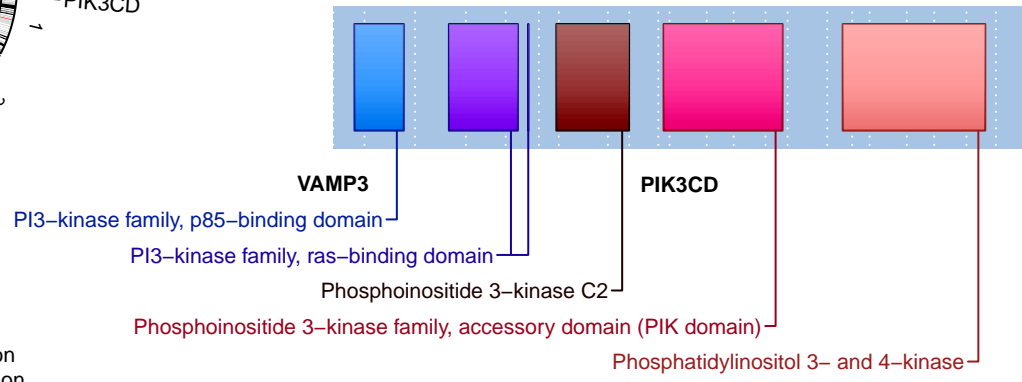 PIK3CD
1
VAMP3
PIK3CD
PI3−kinase family, p85−binding domain
PI3−kinase family, ras−binding domain
Phosphoinositide 3−kinase C2
Phosphoinositide 3−kinase family, accessory domain (PIK domain)
Phosphatidylinositol 3− and 4−kinase
on